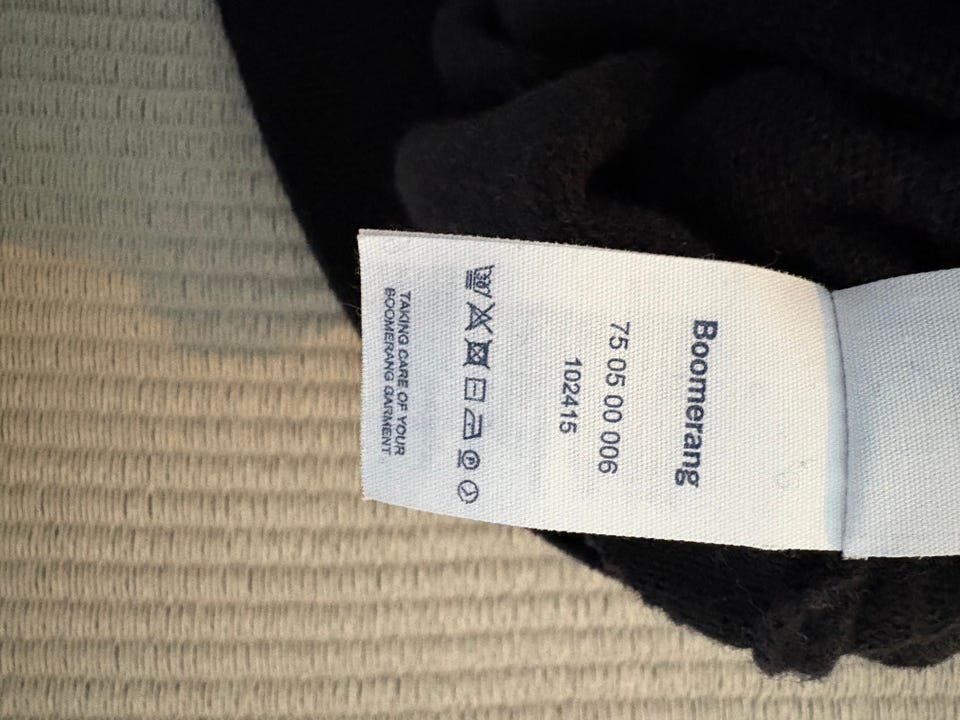 Boomerang
75 05 00 006
102415
TAKING CARE OF YOUR
BOOMERANG GARMENT